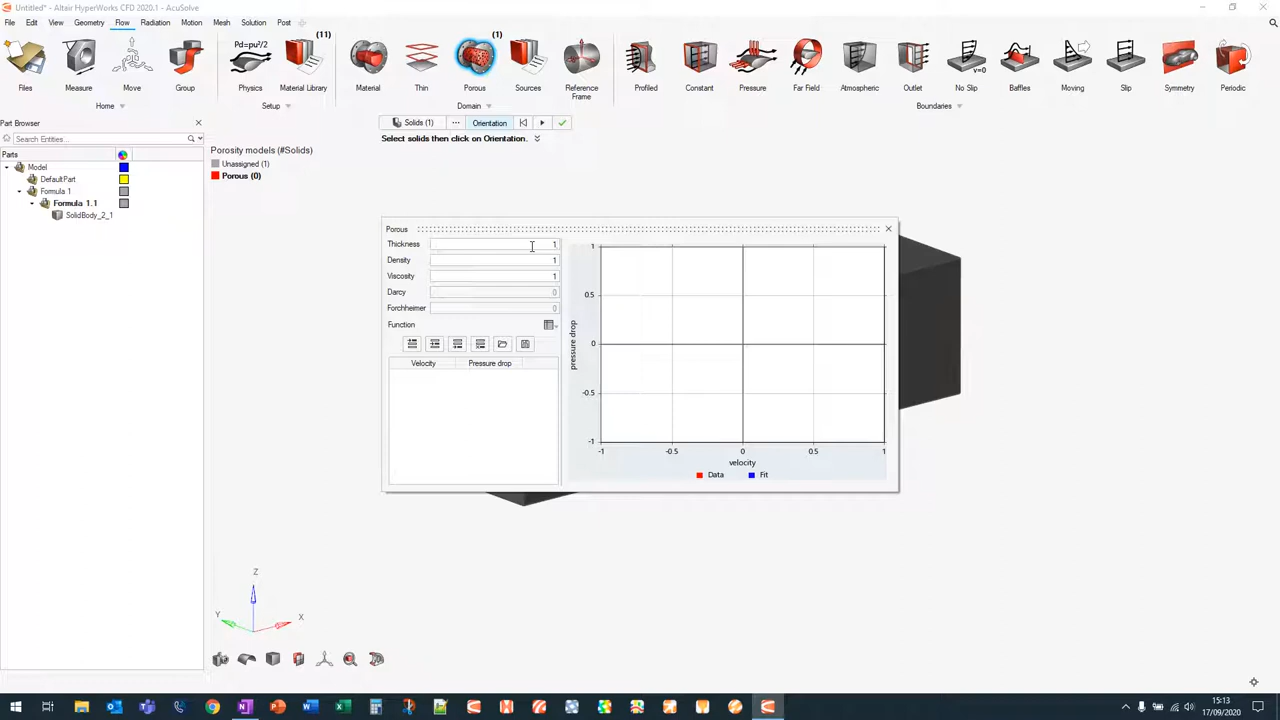 Untitled* - Altair HyperWorks CFD 2020.1 - AcuSolve
File Edit View Geometry Flow Radiation Motion Mesh Solution Post
Pd=ρu²/2
(11)
(1)
v=0
Files Measure Move Group Physics Material Library Material Thin Porous Sources Reference Frame Profiled Constant Pressure Far Field Atmospheric Outlet No Slip Baffles Moving Slip Symmetry Periodic
Home Setup Domain Boundaries
Part Browser
Solids (1) ... Orientation
Search Entities...
Select solids then click on Orientation.
Parts
Porosity models (#Solids)
Unassigned (1)
Porous (0)
Model
DefaultPart
Formula 1
Formula 1.1
SolidBody_2_1
Porous
Thickness 1
Density 1
Viscosity 1
Darcy 0
Forchheimer 0
Function
Velocity Pressure drop
1
0.5
0
-0.5
-1
pressure drop
-1 -0.5 0 0.5 1
velocity
Data Fit
Z
Y
X
15:13
17/09/2020